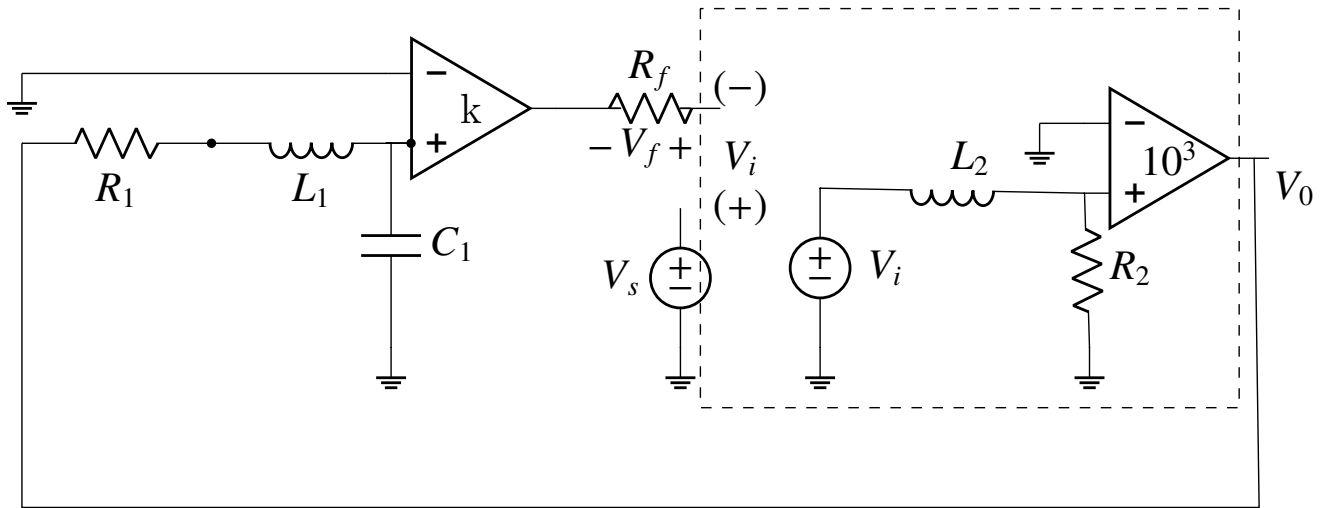 R_f
(−)
−
k
+
− V_f +
V_i
(+)
R_1
L_1
C_1
V_s
+
−
+
−
V_i
L_2
−
10^3
+
V_0
R_2